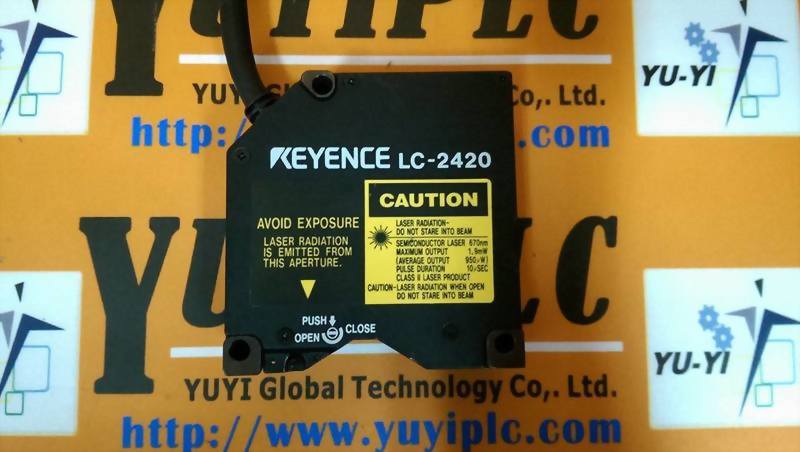 YUYIPLC
YU-YI
YUYI Co,. Ltd.
http:
KEYENCE LC-2420
CAUTION
AVOID EXPOSURE
LASER RADIATION
IS EMITTED FROM
THIS APERTURE.
LASER RADIATION-
DO NOT STARE INTO BEAM
SEMICONDUCTOR LASER 670nm
MAXIMUM OUTPUT 1.9mW
(AVERAGE OUTPUT 950μW)
PULSE DURATION 10μSEC
CLASS II LASER PRODUCT
CAUTION-LASER RADIATION WHEN OPEN
DO NOT STARE INTO BEAM
PUSH
OPEN CLOSE
YUYIPLC
YU-YI
YUYI Global Technology Co,. Ltd.
http://www.yuyiplc.com